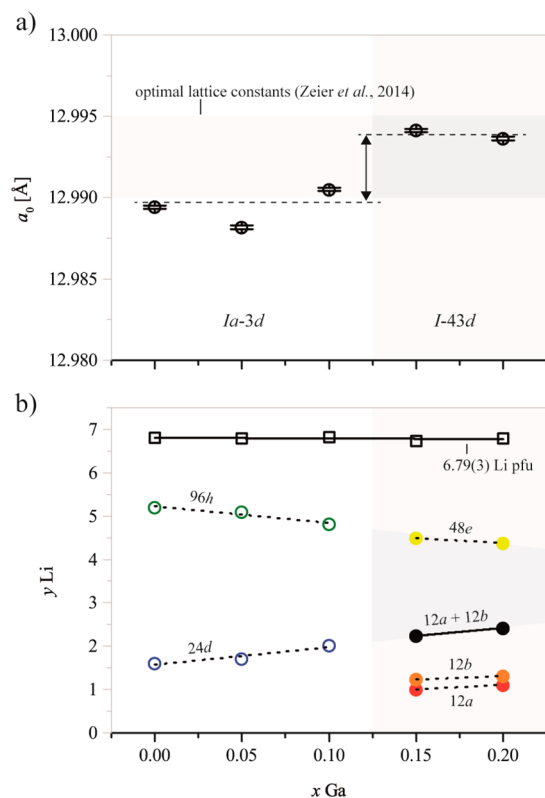 a)
13.000
optimal lattice constants (Zeier et al., 2014)
12.995
12.990
a₀ [Å]
12.985
Ia-3d
I-43d
12.980
b)
7
6.79(3) Li pfu
6
96h
5
48e
4
y Li
3
12a + 12b
24d
2
12b
1
12a
0
0.00 0.05 0.10 0.15 0.20
x Ga